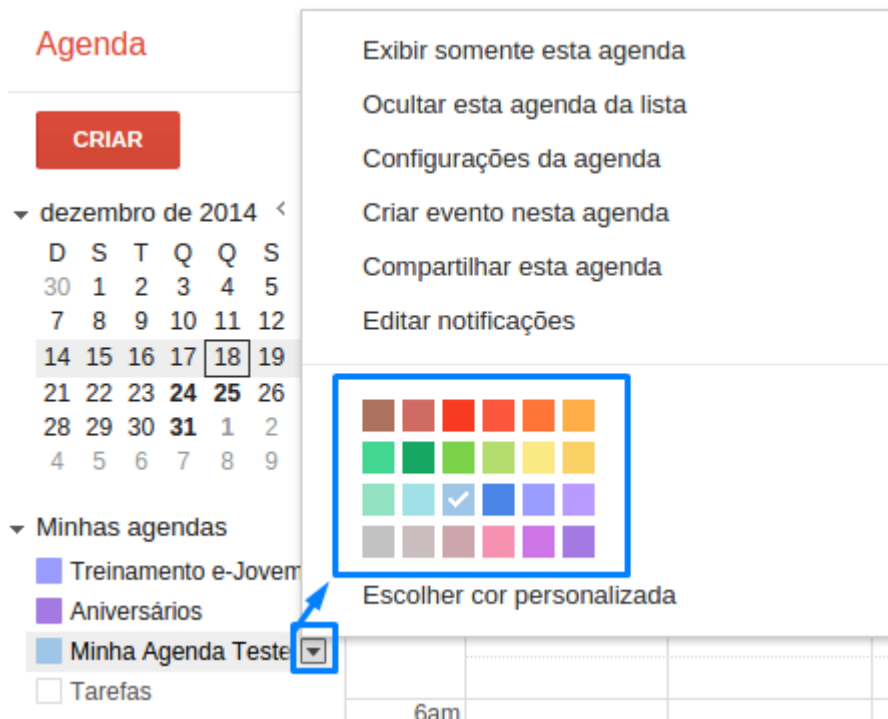 Agenda
CRIAR
dezembro de 2014
D S T Q Q S
30 1 2 3 4 5
7 8 9 10 11 12
14 15 16 17 18 19
21 22 23 24 25 26
28 29 30 31 1 2
4 5 6 7 8 9
Minhas agendas
Treinamento e-Jovem
Aniversários
Minha Agenda Teste
Tarefas
Exibir somente esta agenda
Ocultar esta agenda da lista
Configurações da agenda
Criar evento nesta agenda
Compartilhar esta agenda
Editar notificações
Escolher cor personalizada
6am